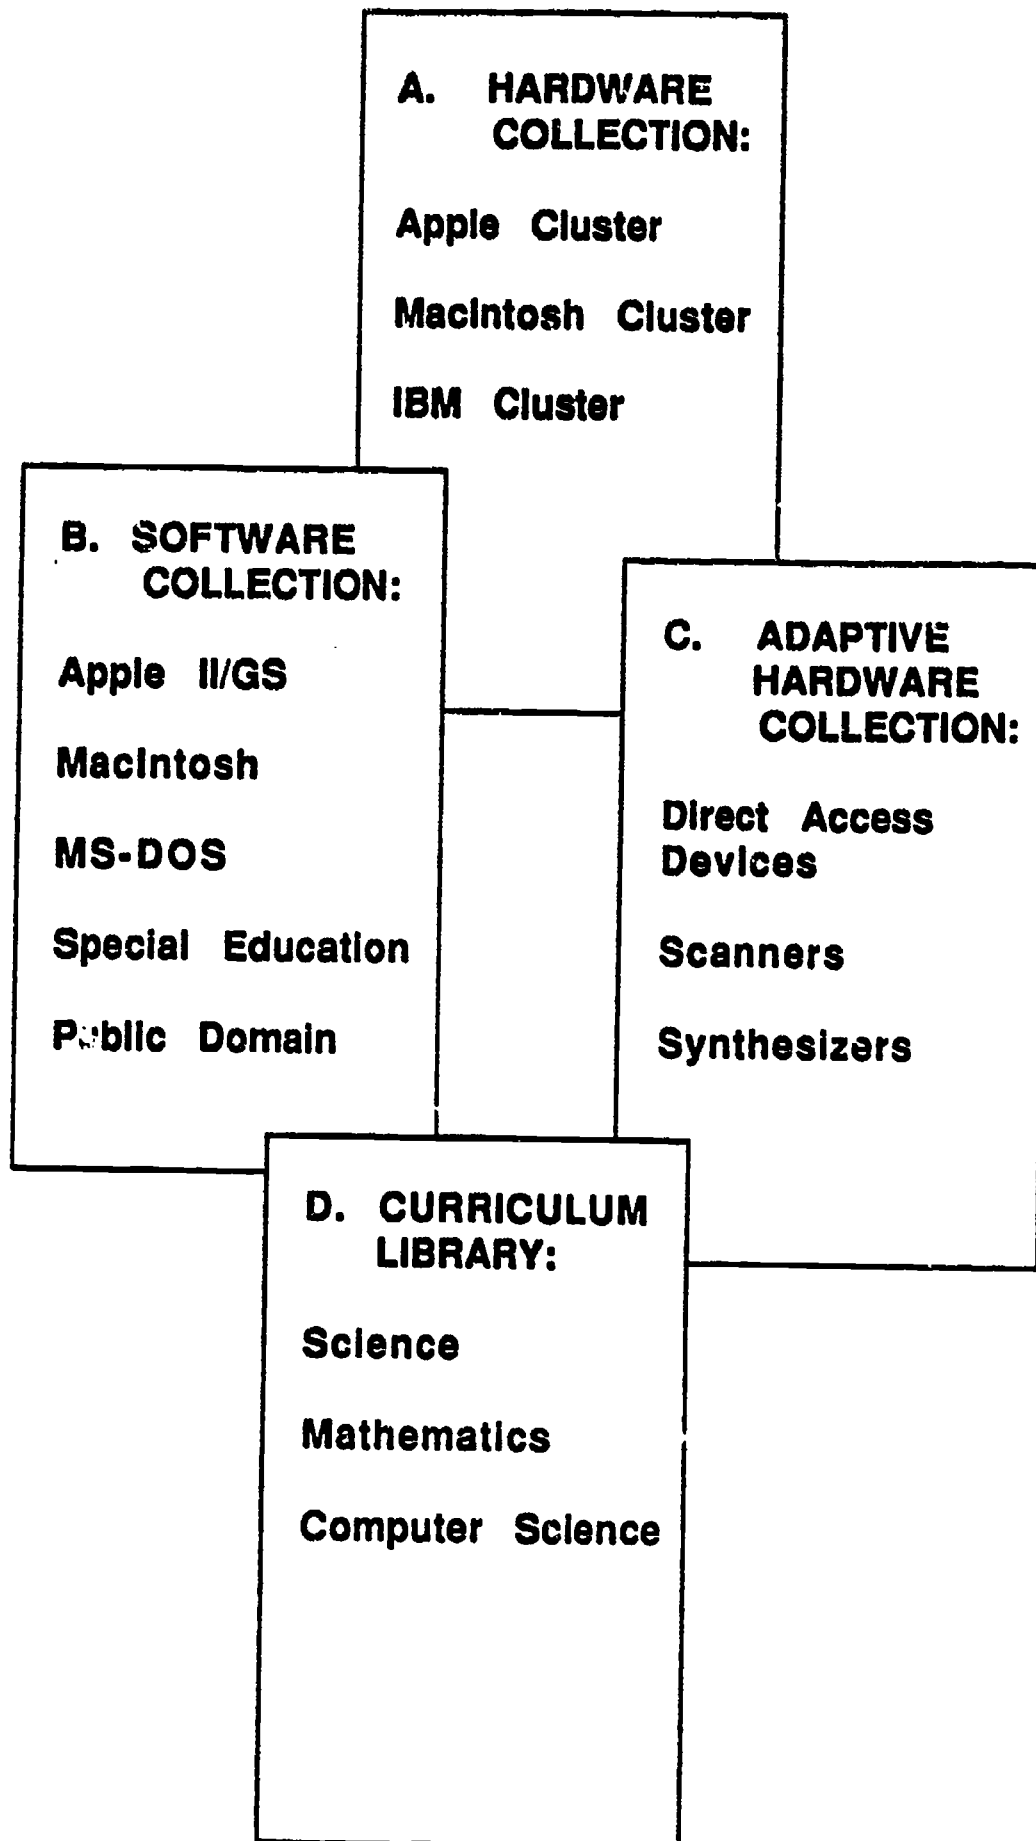 A. HARDWARE
COLLECTION:
Apple Cluster
Macintosh Cluster
IBM Cluster
B. SOFTWARE
COLLECTION:
Apple II/GS
Macintosh
MS-DOS
Special Education
Public Domain
C. ADAPTIVE
HARDWARE
COLLECTION:
Direct Access
Devices
Scanners
Synthesizers
D. CURRICULUM
LIBRARY:
Science
Mathematics
Computer Science